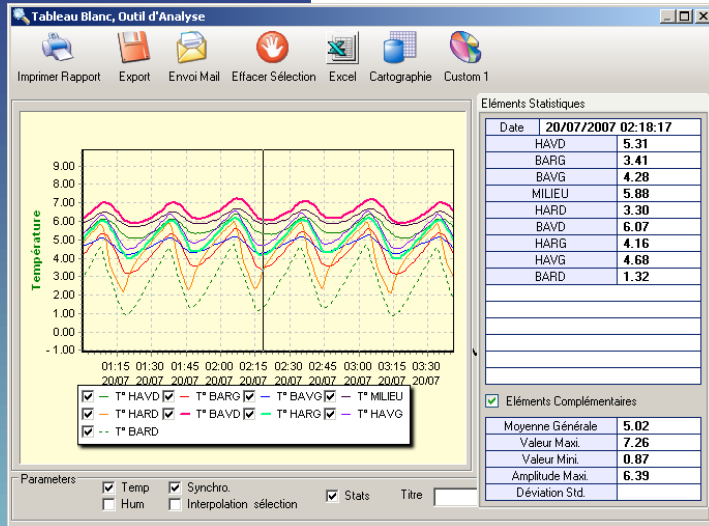 Tableau Blanc, Outil d'Analyse
Imprimer Rapport Export Envoi Mail Effacer Sélection Excel Cartographie Custom 1
Température
9.00
8.00
7.00
6.00
5.00
4.00
3.00
2.00
1.00
0.00
- 1.00
01:15 01:30 01:45 02:00 02:15 02:30 02:45 03:00 03:15 03:30
20/07 20/07 20/07 20/07 20/07 20/07 20/07 20/07 20/07 20/07
T° HAVD T° BARG T° BAVG T° MILIEU
T° HARD T° BAVD T° HARG T° HAVG
T° BARD
Eléments Statistiques
Date 20/07/2007 02:18:17
HAVD 5.31
BARG 3.41
BAVG 4.28
MILIEU 5.88
HARD 3.30
BAVD 6.07
HARG 4.16
HAVG 4.68
BARD 1.32
Eléments Complémentaires
Moyenne Générale 5.02
Valeur Maxi. 7.26
Valeur Mini. 0.87
Amplitude Maxi. 6.39
Déviation Std.
Parameters
Temp Synchro. Stats Titre
Hum Interpolation sélection